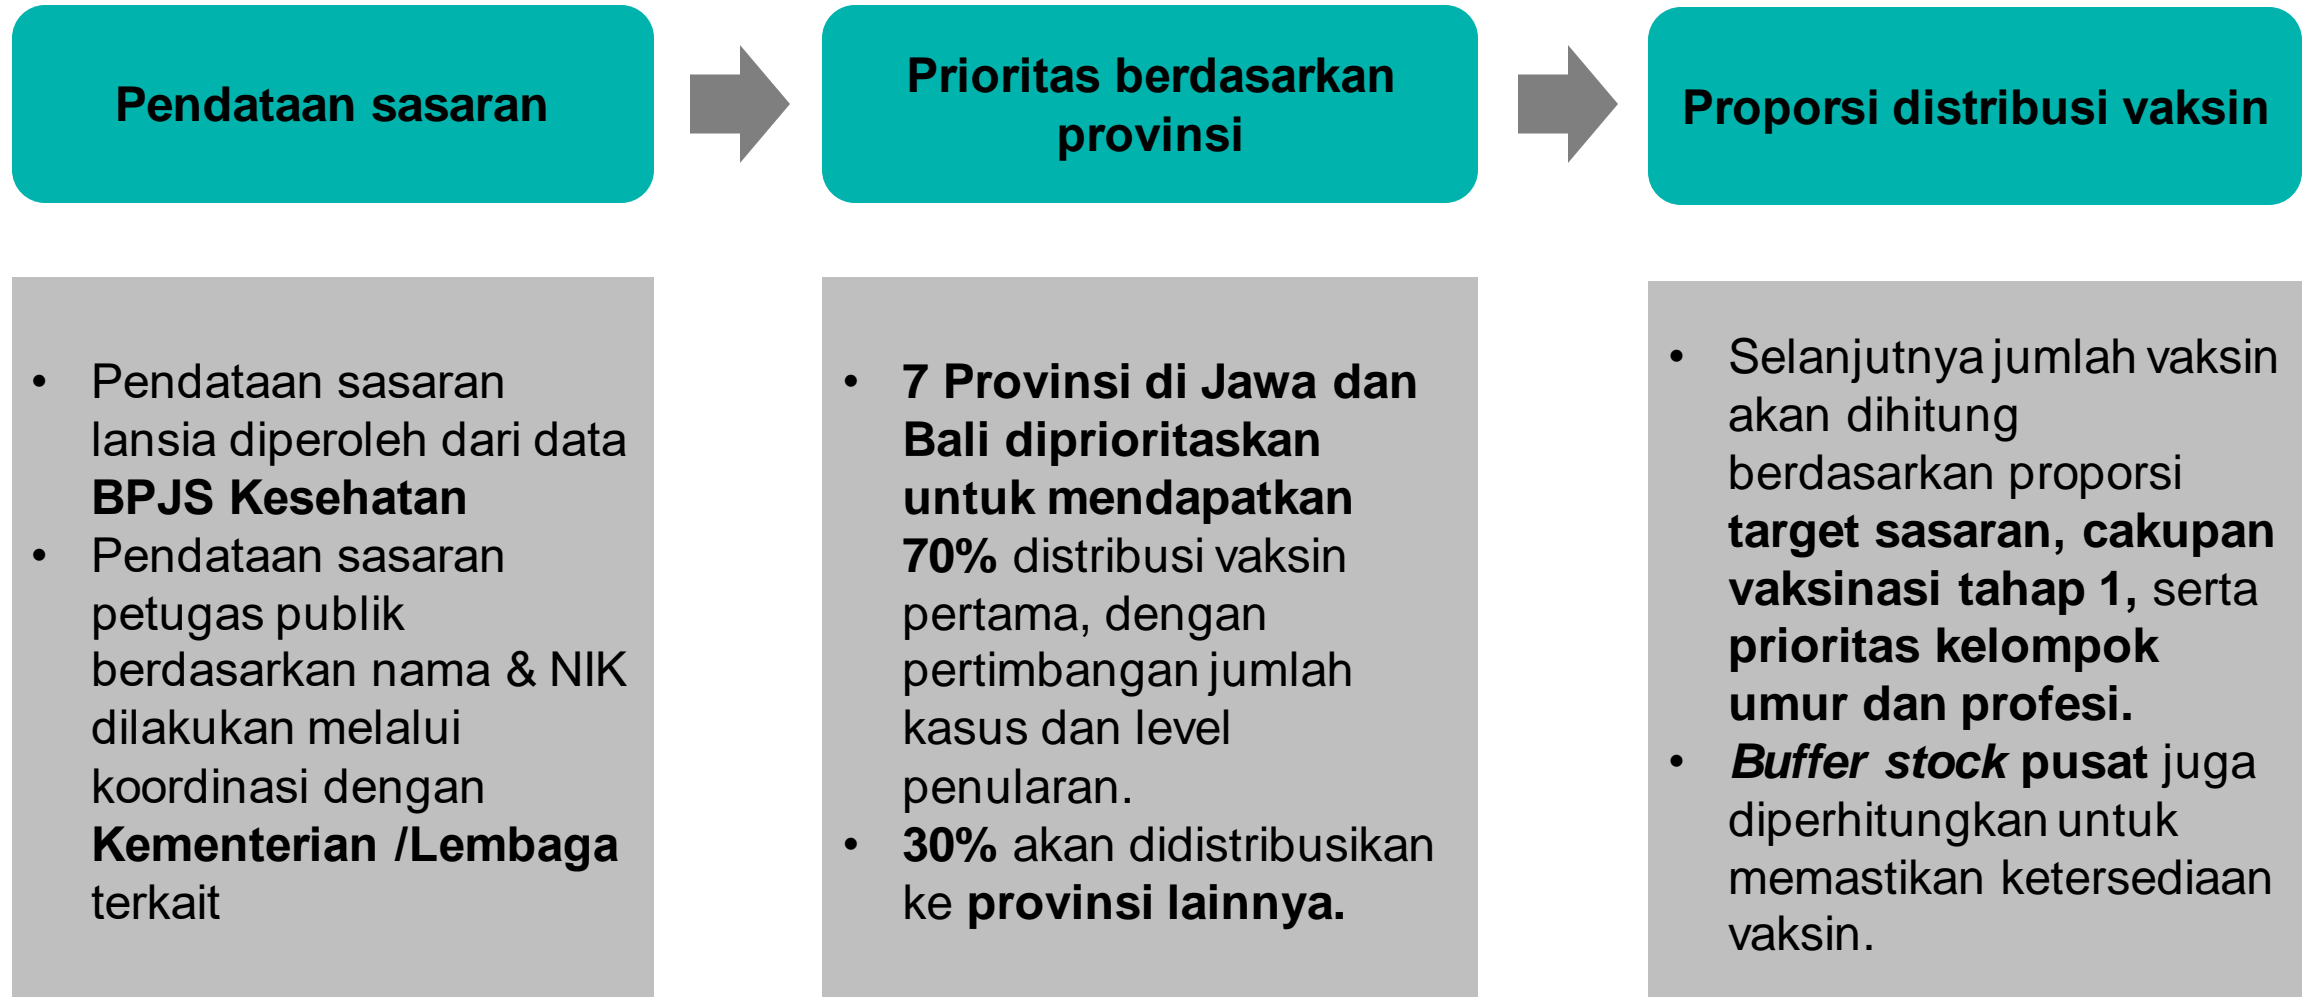 Pendataan sasaran
Prioritas berdasarkan
provinsi
Proporsi distribusi vaksin
• Pendataan sasaran
lansia diperoleh dari data
BPJS Kesehatan
• Pendataan sasaran
petugas publik
berdasarkan nama & NIK
dilakukan melalui
koordinasi dengan
Kementerian /Lembaga
terkait
• 7 Provinsi di Jawa dan
Bali diprioritaskan
untuk mendapatkan
70% distribusi vaksin
pertama, dengan
pertimbangan jumlah
kasus dan level
penularan.
• 30% akan didistribusikan
ke provinsi lainnya.
• Selanjutnya jumlah vaksin
akan dihitung
berdasarkan proporsi
target sasaran, cakupan
vaksinasi tahap 1, serta
prioritas kelompok
umur dan profesi.
• Buffer stock pusat juga
diperhitungkan untuk
memastikan ketersediaan
vaksin.